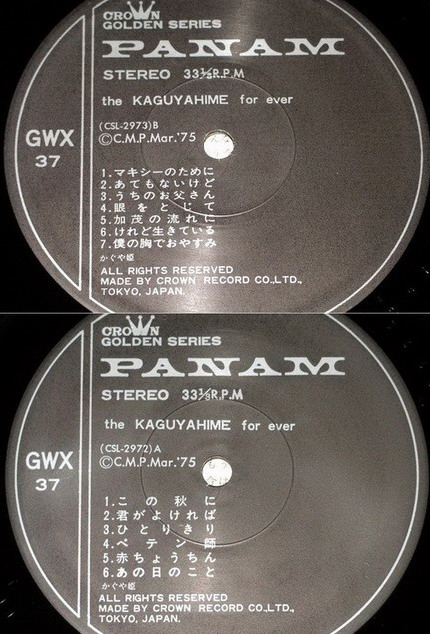 CROWN
GOLDEN SERIES
PANAM
STEREO 33⅓R.P.M
the KAGUYAHIME for ever
(CSL-2973)B
GWX
37
©C.M.P.Mar.'75
1.マキシーのために
2.あてもないけど
3.うちのお父さん
4.眼をとじて
5.加茂の流れに
6.けれど生きている
7.僕の胸でおやすみ
かぐや姫
ALL RIGHTS RESERVED
MADE BY CROWN RECORD CO.,LTD.,
TOKYO, JAPAN.
CROWN
GOLDEN SERIES
PANAM
STEREO 33⅓R.P.M
the KAGUYAHIME for ever
(CSL-2972)A
GWX
37
©C.M.P.Mar.'75
1.この秋に
2.君がよければ
3.ひとりきり
4.ペテン師
5.赤ちょうちん
6.あの日のこと
かぐや姫
ALL RIGHTS RESERVED
MADE BY CROWN RECORD CO.,LTD.,
TOKYO, JAPAN.